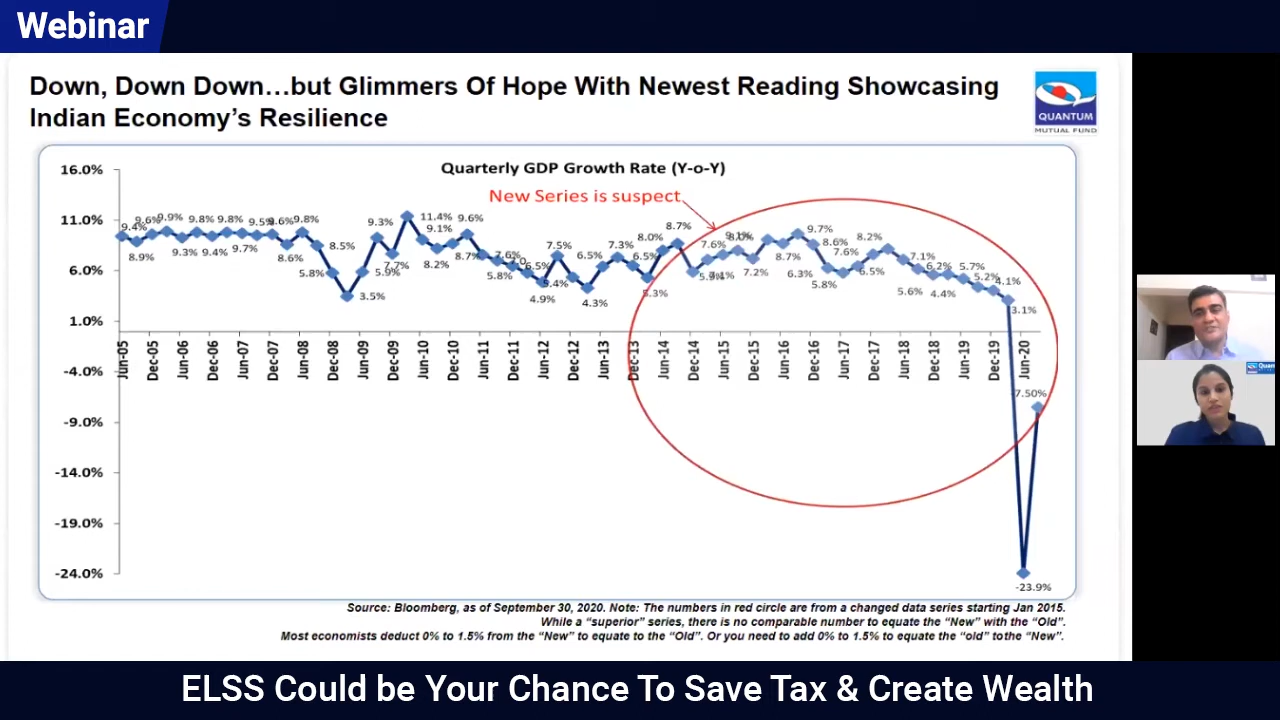 Webinar
Down, Down Down…but Glimmers Of Hope With Newest Reading Showcasing
Indian Economy's Resilience
QUANTUM
MUTUAL FUND
Quarterly GDP Growth Rate (Y-o-Y)
New Series is suspect
16.0%
11.0%
6.0%
1.0%
-4.0%
-9.0%
-14.0%
-19.0%
-24.0%
9.4% 9.6% 9.9% 9.8% 9.8% 9.5% 9.6% 9.8% 9.3% 11.4% 9.6% 7.5% 7.3% 8.0% 8.7% 7.6% 9.1% 9.7% 8.2%
8.9% 9.3% 9.4% 9.7% 8.6% 8.5% 9.1% 8.6% 7.6% 7.1%
5.8% 3.5% 5.9% 7.7% 8.2% 8.7% 5.8% 7.6% 6.5% 4.9% 5.4% 4.3% 6.5% 6.5% 5.3% 7.1% 7.2% 8.7% 6.3% 5.8% 6.5% 5.6% 6.2% 4.4% 5.7% 5.2% 4.1%
3.1%
Jun-05 Dec-05 Jun-06 Dec-06 Jun-07 Dec-07 Jun-08 Dec-08 Jun-09 Dec-09 Jun-10 Dec-10 Jun-11 Dec-11 Jun-12 Dec-12 Jun-13 Dec-13 Jun-14 Dec-14 Jun-15 Dec-15 Jun-16 Dec-16 Jun-17 Dec-17 Jun-18 Dec-18 Jun-19 Dec-19 Jun-20
7.50%
-23.9%
Source: Bloomberg, as of September 30, 2020. Note: The numbers in red circle are from a changed data series starting Jan 2015.
While a “superior” series, there is no comparable number to equate the “New” with the “Old”.
Most economists deduct 0% to 1.5% from the “New” to equate to the “Old”. Or you need to add 0% to 1.5% to equate the “old” to the “New”.
ELSS Could be Your Chance To Save Tax & Create Wealth